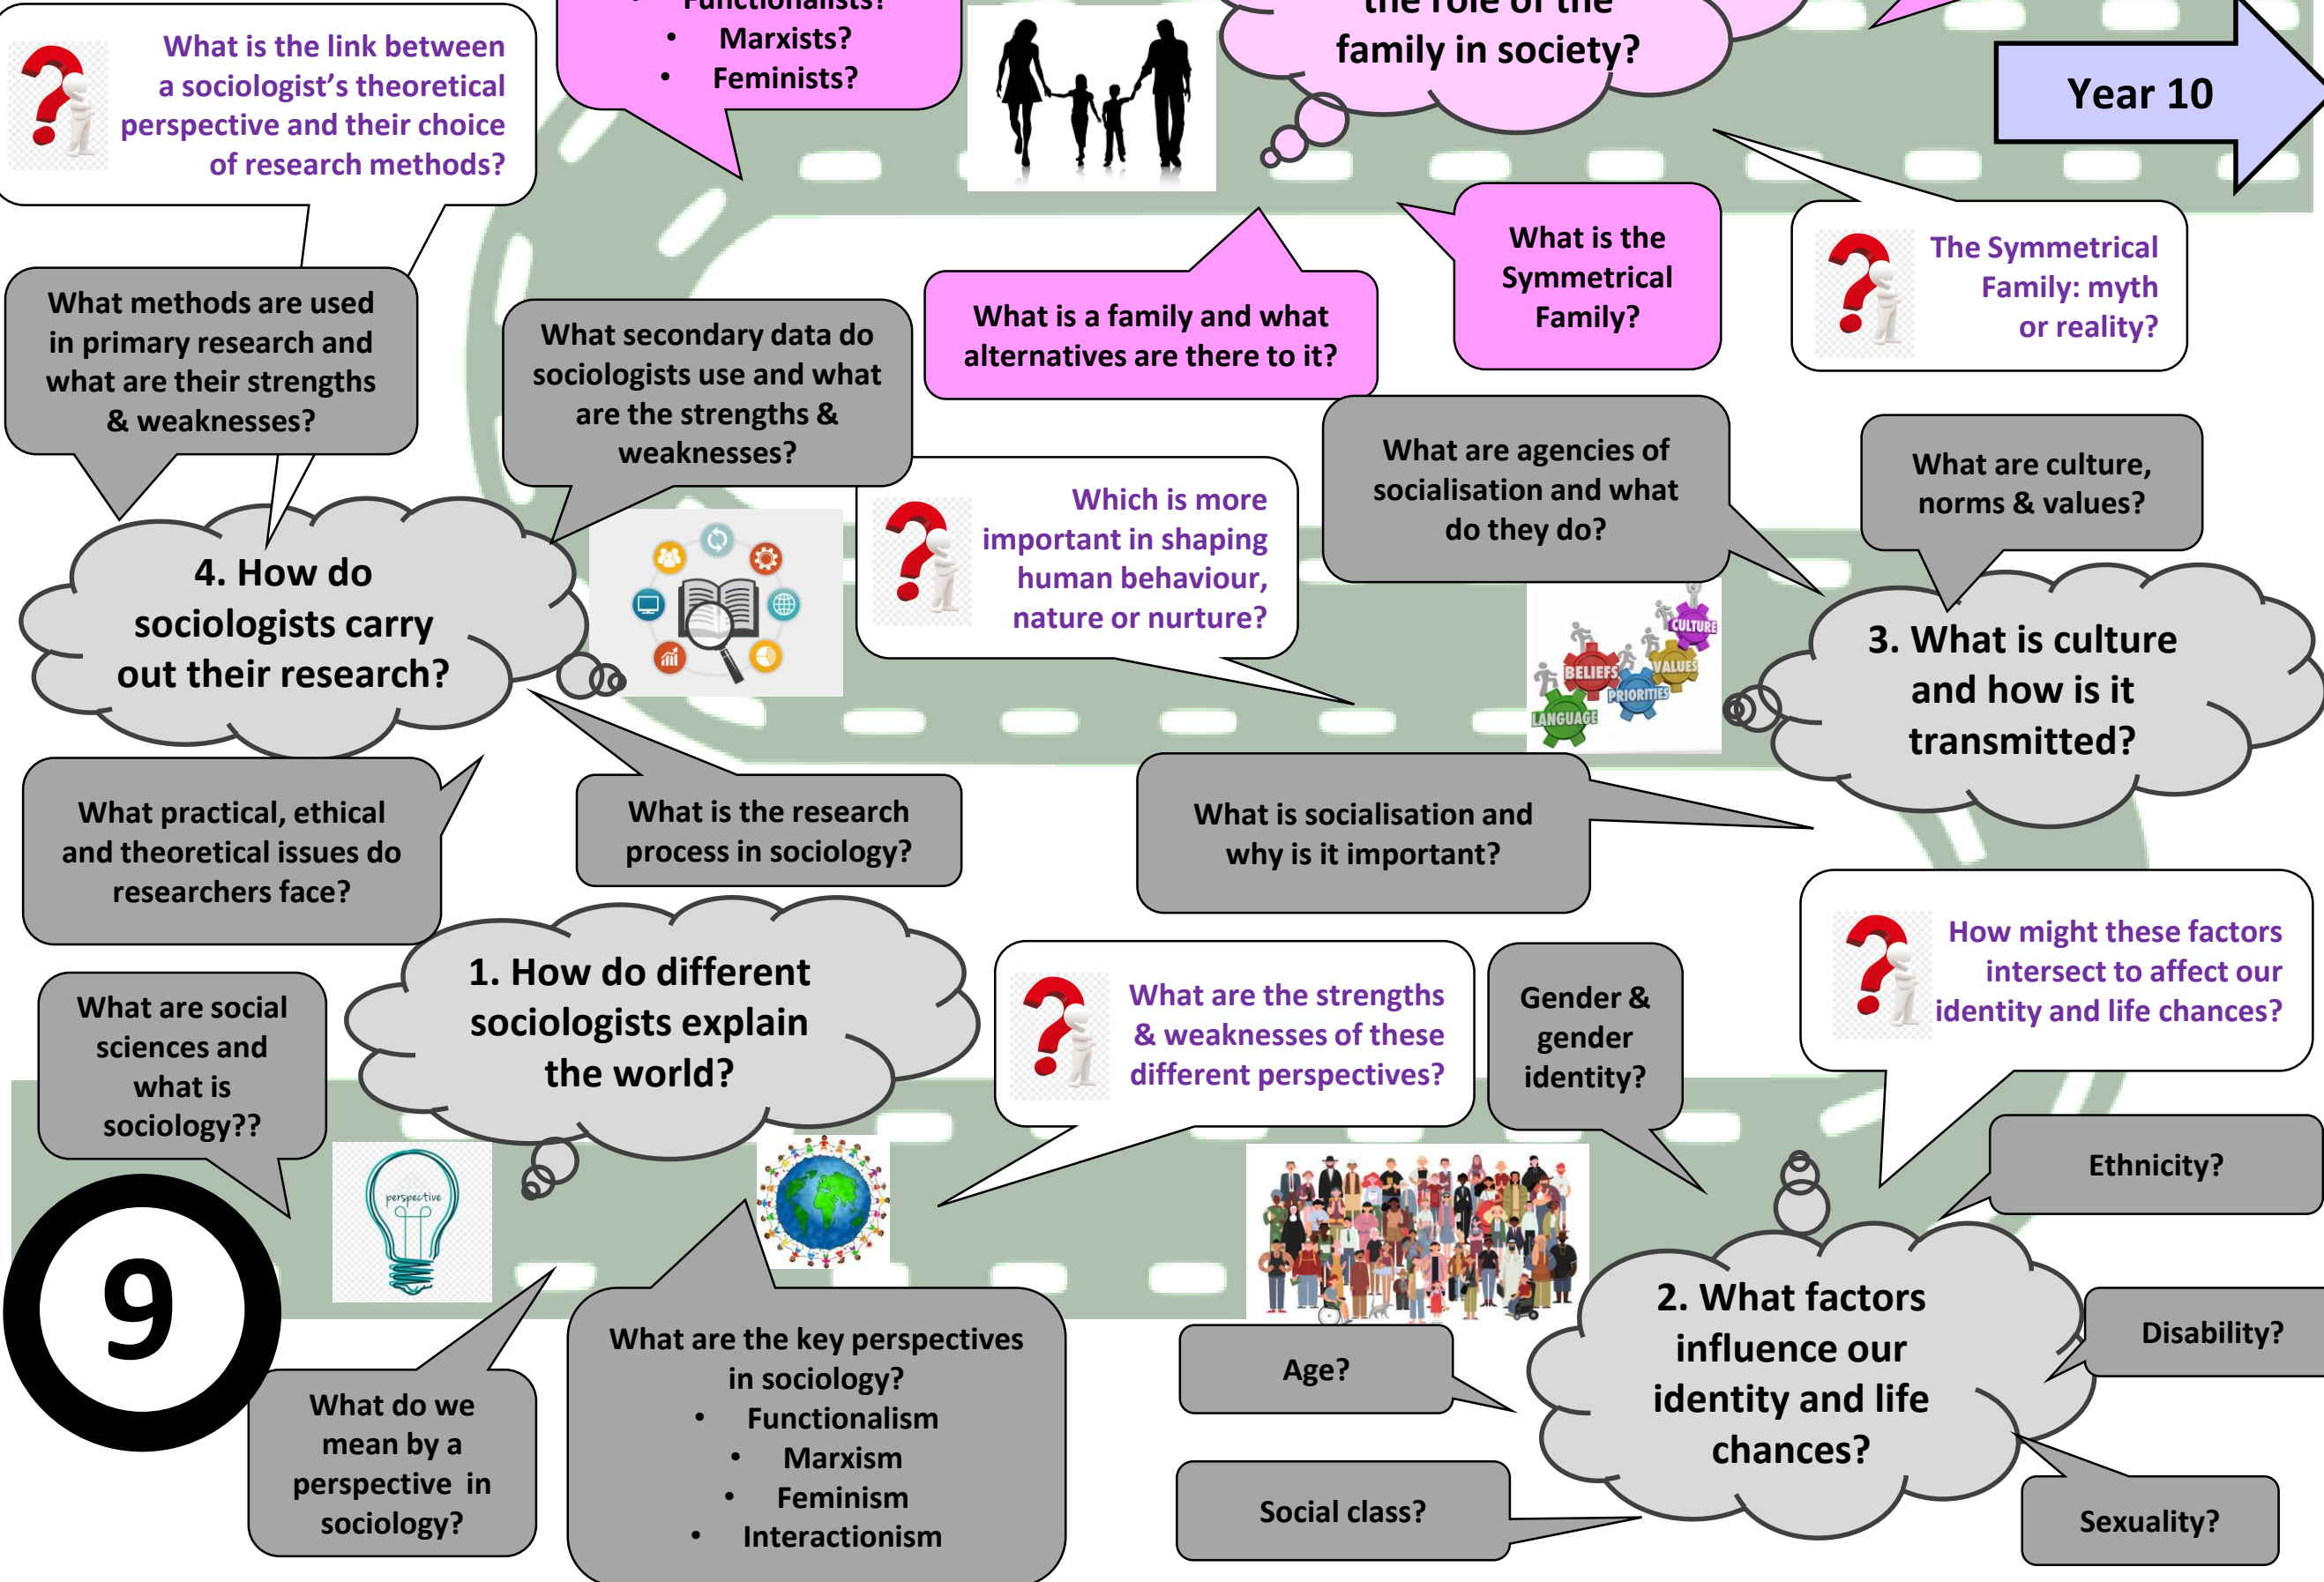 Functionalists?
• Marxists?
• Feminists?
the role of the
family in society?
Year 10
What is the link between
a sociologist's theoretical
perspective and their choice
of research methods?
What is the
Symmetrical
Family?
The Symmetrical
Family: myth
or reality?
What is a family and what
alternatives are there to it?
What methods are used
in primary research and
what are their strengths
& weaknesses?
What secondary data do
sociologists use and what
are the strengths &
weaknesses?
Which is more
important in shaping
human behaviour,
nature or nurture?
What are agencies of
socialisation and what
do they do?
What are culture,
norms & values?
4. How do
sociologists carry
out their research?
CULTURE
VALUES
BELIEFS
PRIORITIES
LANGUAGE
3. What is culture
and how is it
transmitted?
What practical, ethical
and theoretical issues do
researchers face?
What is the research
process in sociology?
What is socialisation and
why is it important?
How might these factors
intersect to affect our
identity and life chances?
1. How do different
sociologists explain
the world?
What are the strengths
& weaknesses of these
different perspectives?
Gender &
gender
identity?
What are social
sciences and
what is
sociology??
perspective
Ethnicity?
9
What do we
mean by a
perspective in
sociology?
What are the key perspectives
in sociology?
• Functionalism
• Marxism
• Feminism
• Interactionism
2. What factors
influence our
identity and life
chances?
Age?
Disability?
Social class?
Sexuality?